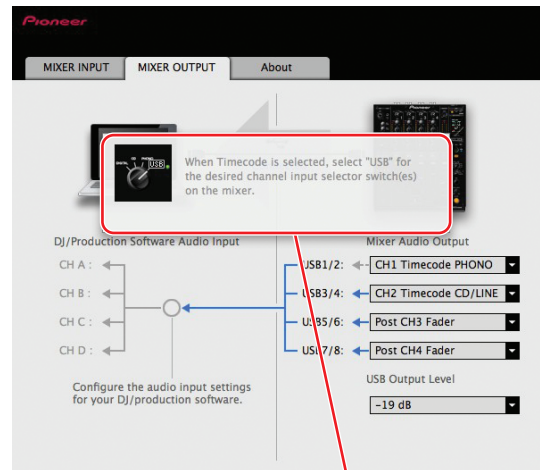 Pioneer
MIXER INPUT
MIXER OUTPUT
About
DIGITAL
PHONO
USB
When Timecode is selected, select "USB" for
the desired channel input selector switch(es)
on the mixer.
DJ/Production Software Audio Input
Mixer Audio Output
CH A :
USB1/2:
CH1 Timecode PHONO
CH B :
USB3/4:
CH2 Timecode CD/LINE
CH C :
USB5/6:
Post CH3 Fader
CH D :
USB7/8:
Post CH4 Fader
Configure the audio input settings
for your DJ/production software.
USB Output Level
-19 dB